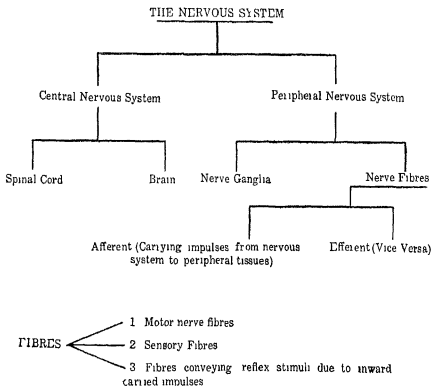 THE NERVOUS SYSTEM
Central Nervous System Peripheral Nervous System
Spinal Cord Brain Nerve Ganglia Nerve Fibres
Afferent (Carrying impulses from nervous
system to peripheral tissues)
Efferent (Vice Versa)
FIBRES
1 Motor nerve fibres
2 Sensory Fibres
3 Fibres conveying reflex stimuli due to inward
carried impulses